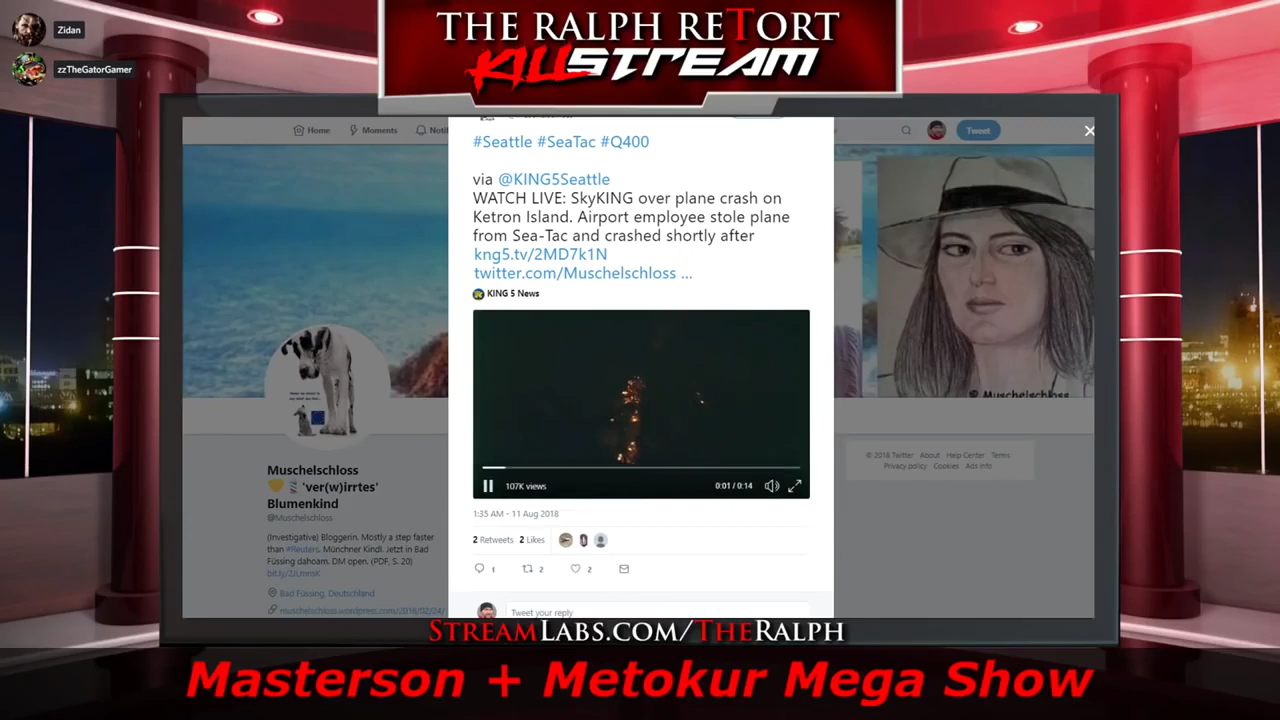 Zidan
zzTheGatorGamer
THE RALPH RETORT
KILLSTREAM
Home
Moments
Tweet
#Seattle #SeaTac #Q400
via @KING5Seattle
WATCH LIVE: SkyKING over plane crash on
Ketron Island. Airport employee stole plane
from Sea-Tac and crashed shortly after
kng5.tv/2MD7k1N
twitter.com/Muschelschloss ...
KING 5 News
107K views
0:01 / 0:14
1:35 AM - 11 Aug 2018
2 Retweets 2 Likes
1
2
2
Tweet your reply
Muschelschloss
'ver(w)irrtes'
Blumenkind
@Muschelschloss
(Investigative) Bloggerin. Mostly a step faster
than #Reuters. Münchner Kindl. Jetzt in Bad
Füssing dahoam. DM open. (PDF, S. 20)
Bad Füssing, Deutschland
© 2018 Twitter About Help Center Terms
Privacy policy Cookies Ads info
STREAMLABS.COM/THERALPH
Masterson + Metokur Mega Show